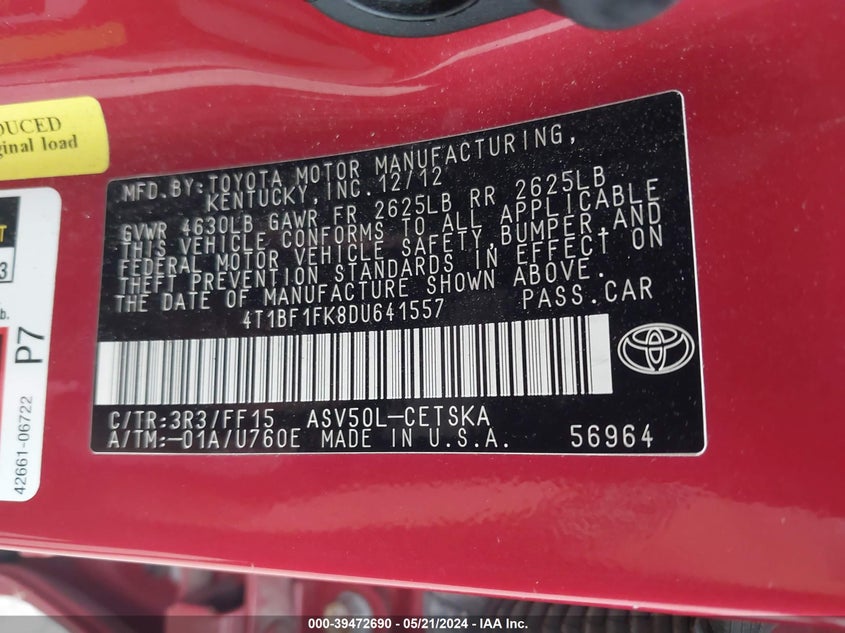 DUCED
ginal load
T
3
b.
P7
42661-06722
MFD.BY:TOYOTA MOTOR MANUFACTURING,
KENTUCKY,INC.12/12
GVWR 4630LB GAWR FR 2625LB RR 2625LB
THIS VEHICLE CONFORMS TO ALL APPLICABLE
FEDERAL MOTOR VEHICLE SAFETY,BUMPER,AND
THEFT PREVENTION STANDARDS IN EFFECT ON
THE DATE OF MANUFACTURE SHOWN ABOVE.
4T1BF1FK8DU641557 PASS.CAR
C/TR:3R3/FF15 ASV50L-CETSKA
A/TM:-01A/U760E MADE IN U.S.A. 56964
000-39472690 - 05/21/2024 - IAA, Inc.